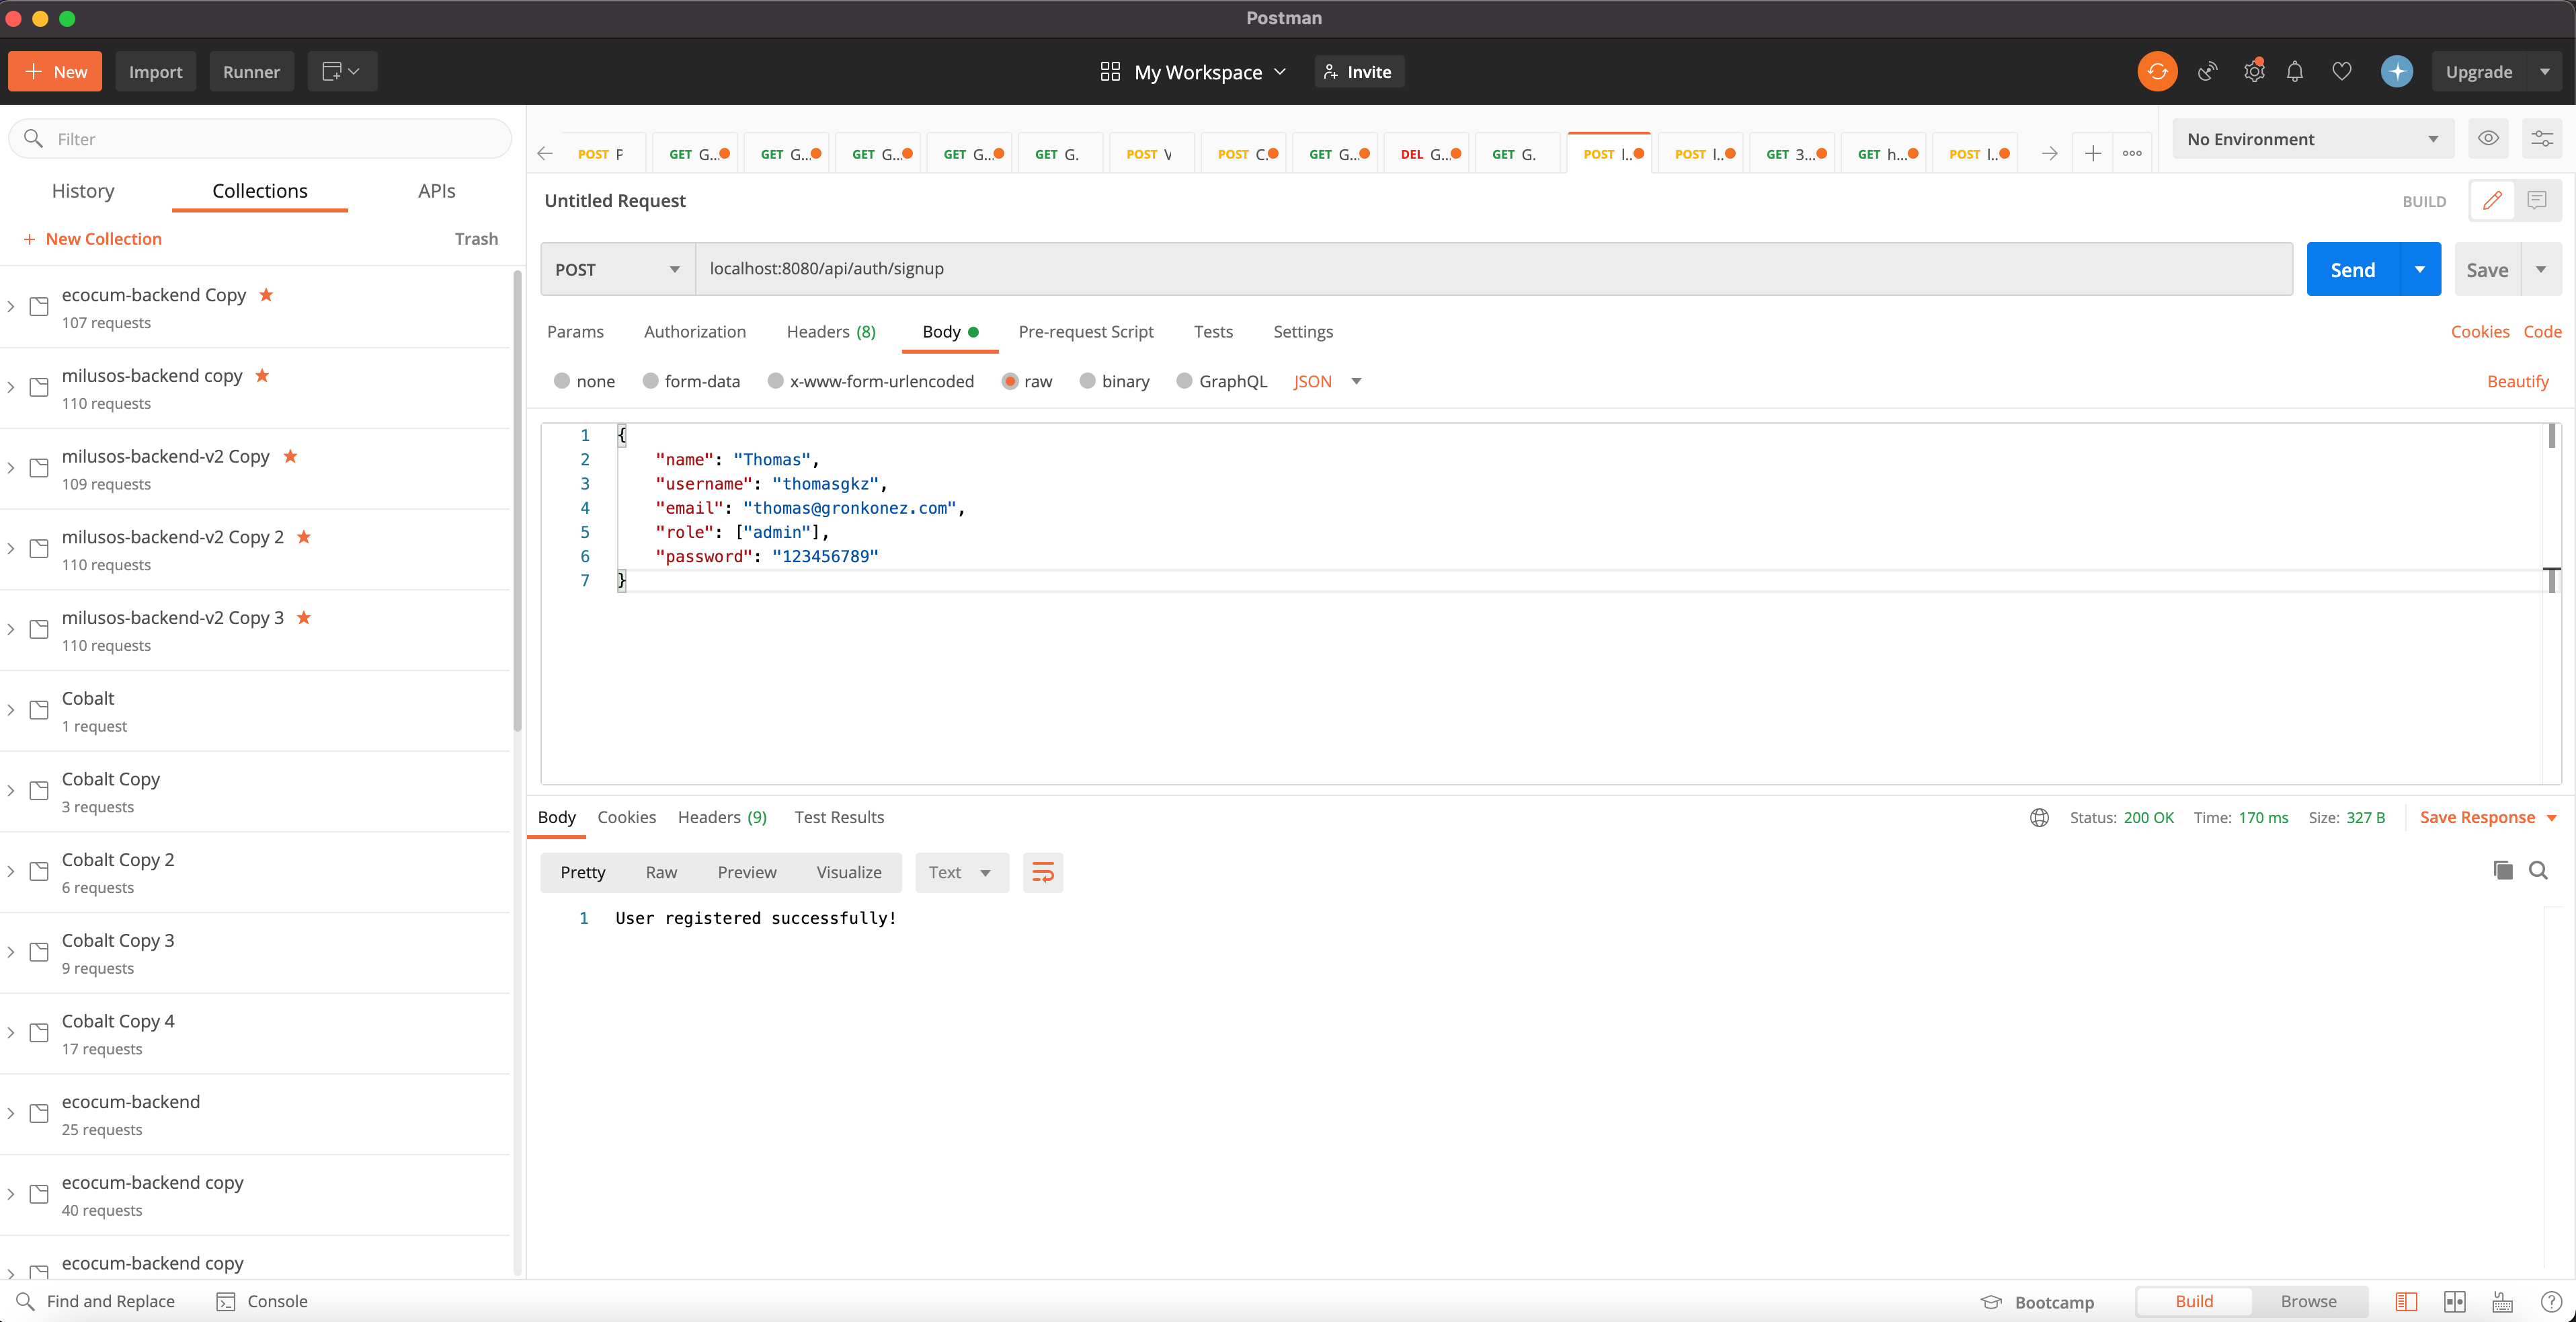 Postman
New
Import
Runner
My Workspace
Invite
Upgrade
Filter
History
Collections
APIs
New Collection
Trash
ecocum-backend Copy
107 requests
milusos-backend copy
110 requests
milusos-backend-v2 Copy
109 requests
milusos-backend-v2 Copy 2
110 requests
milusos-backend-v2 Copy 3
110 requests
Cobalt
1 request
Cobalt Copy
3 requests
Cobalt Copy 2
6 requests
Cobalt Copy 3
9 requests
Cobalt Copy 4
17 requests
ecocum-backend
25 requests
ecocum-backend copy
40 requests
ecocum-backend copy
POST P
GET G...
GET G...
GET G...
GET G...
GET G.
POST V
POST C.
GET G...
DEL G...
GET G.
POST l..
POST l..
GET 3...
GET h...
POST l..
No Environment
Untitled Request
BUILD
POST
localhost:8080/api/auth/signup
Send
Save
Params
Authorization
Headers (8)
Body
Pre-request Script
Tests
Settings
Cookies
Code
none
form-data
x-www-form-urlencoded
raw
binary
GraphQL
JSON
Beautify
1 {
2 "name": "Thomas",
3 "username": "thomasgkz",
4 "email": "thomas@gronkonez.com",
5 "role": ["admin"],
6 "password": "123456789"
7 }
Body
Cookies
Headers (9)
Test Results
Status: 200 OK
Time: 170 ms
Size: 327 B
Save Response
Pretty
Raw
Preview
Visualize
Text
1 User registered successfully!
Find and Replace
Console
Bootcamp
Build
Browse